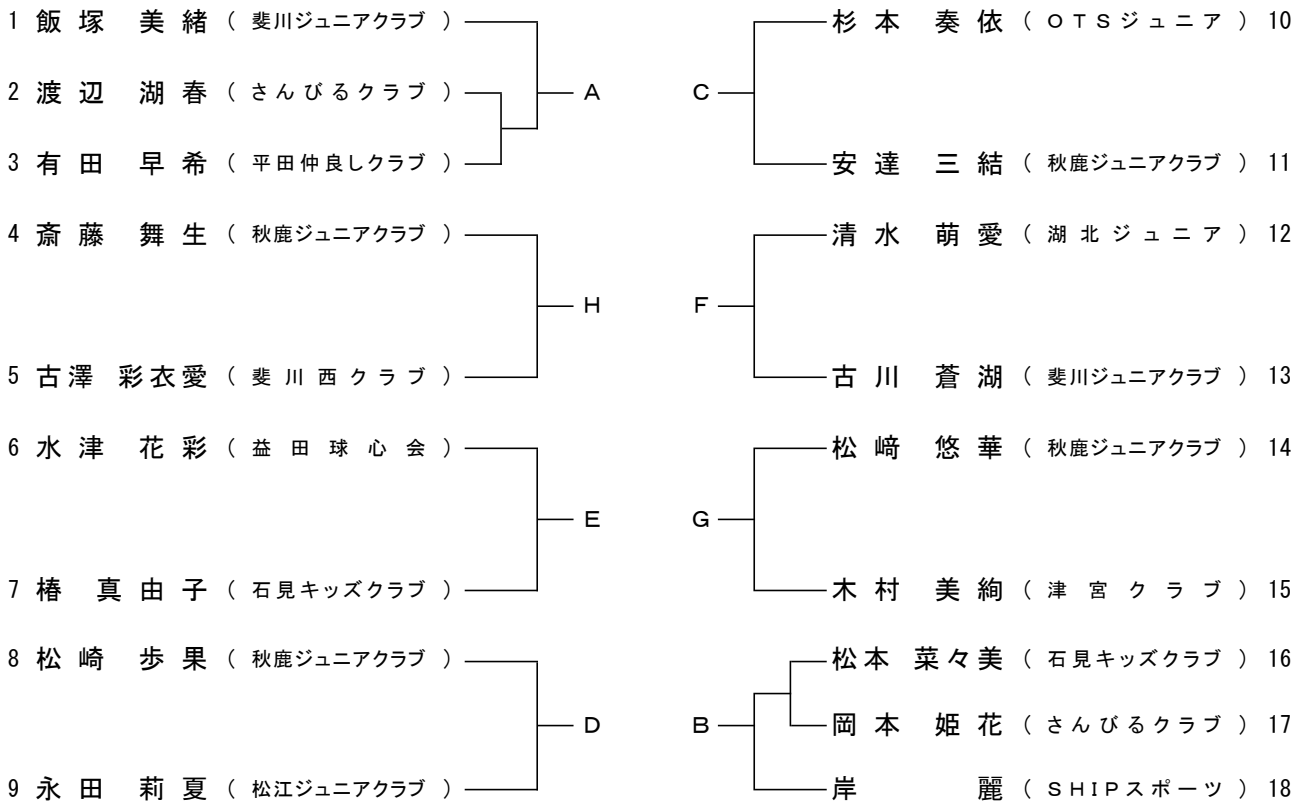 1 飯塚 美緒 ( 斐川ジュニアクラブ )
2 渡辺 湖春 ( さんびるクラブ )
A
3 有田 早希 ( 平田仲良しクラブ )
4 斎藤 舞生 ( 秋鹿ジュニアクラブ )
H
5 古澤 彩衣愛 ( 斐川西クラブ )
6 水津 花彩 ( 益田球心会 )
E
7 椿 真由子 ( 石見キッズクラブ )
8 松崎 歩果 ( 秋鹿ジュニアクラブ )
D
9 永田 莉夏 ( 松江ジュニアクラブ )
杉本 奏依 ( OTSジュニア ) 10
C
安達 三結 ( 秋鹿ジュニアクラブ ) 11
清水 萌愛 ( 湖北ジュニア ) 12
F
古川 蒼湖 ( 斐川ジュニアクラブ ) 13
松﨑 悠華 ( 秋鹿ジュニアクラブ ) 14
G
木村 美絢 ( 津宮クラブ ) 15
松本 菜々美 ( 石見キッズクラブ ) 16
B
岡本 姫花 ( さんびるクラブ ) 17
岸 麗 ( SHIPスポーツ ) 18